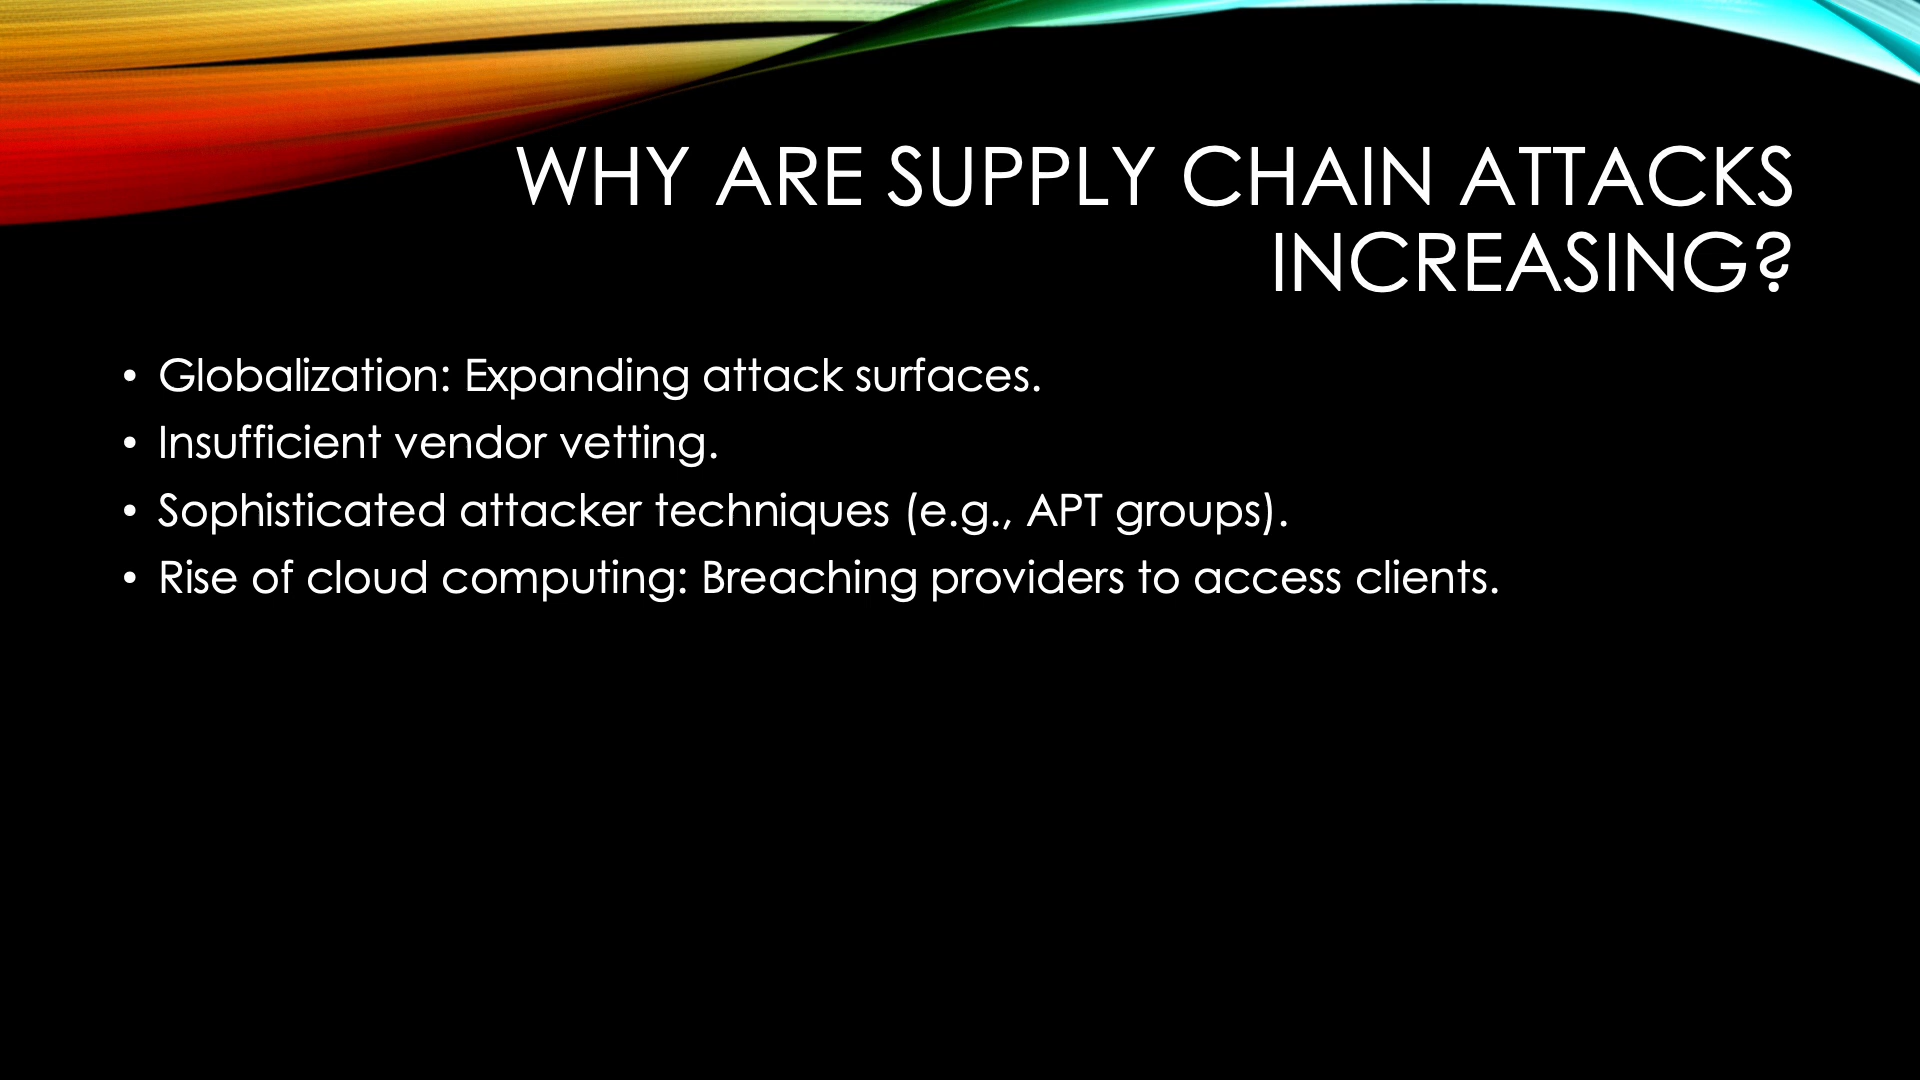 WHY ARE SUPPLY CHAIN ATTACKS
INCREASING?
• Globalization: Expanding attack surfaces.
• Insufficient vendor vetting.
• Sophisticated attacker techniques (e.g., APT groups).
• Rise of cloud computing: Breaching providers to access clients.